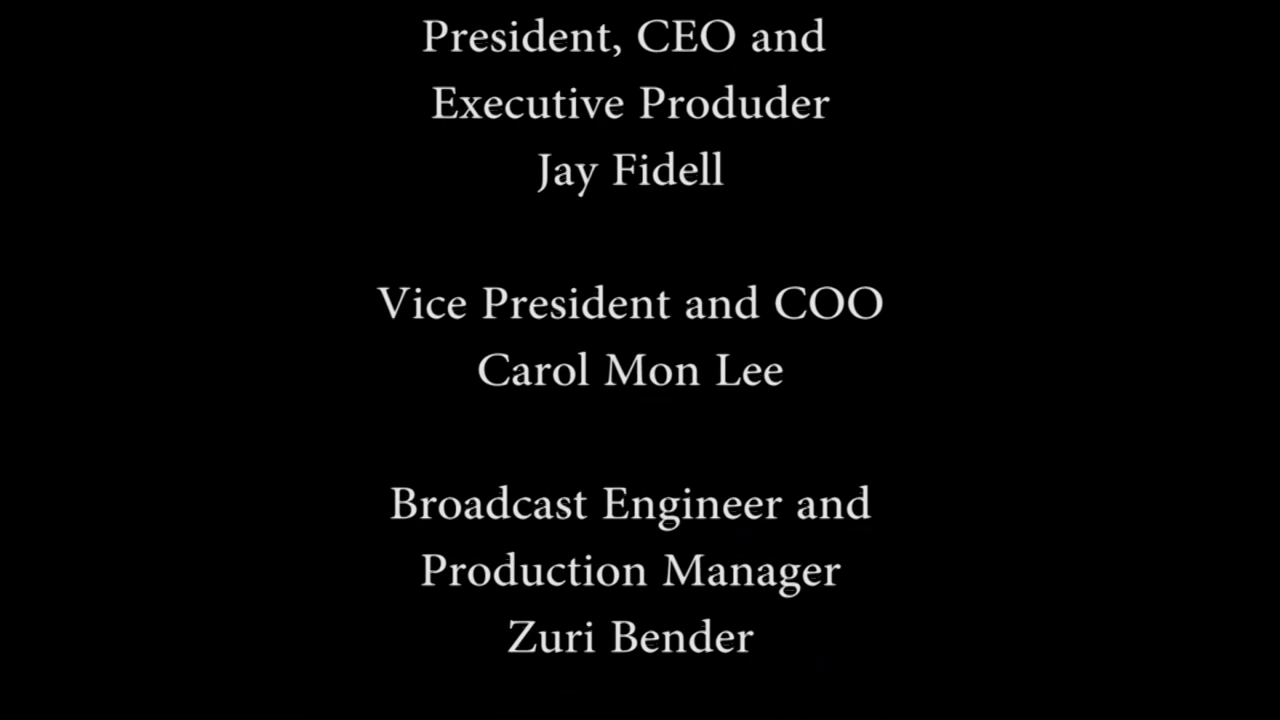 President, CEO and
Executive Produder
Jay Fidell
Vice President and COO
Carol Mon Lee
Broadcast Engineer and
Production Manager
Zuri Bender